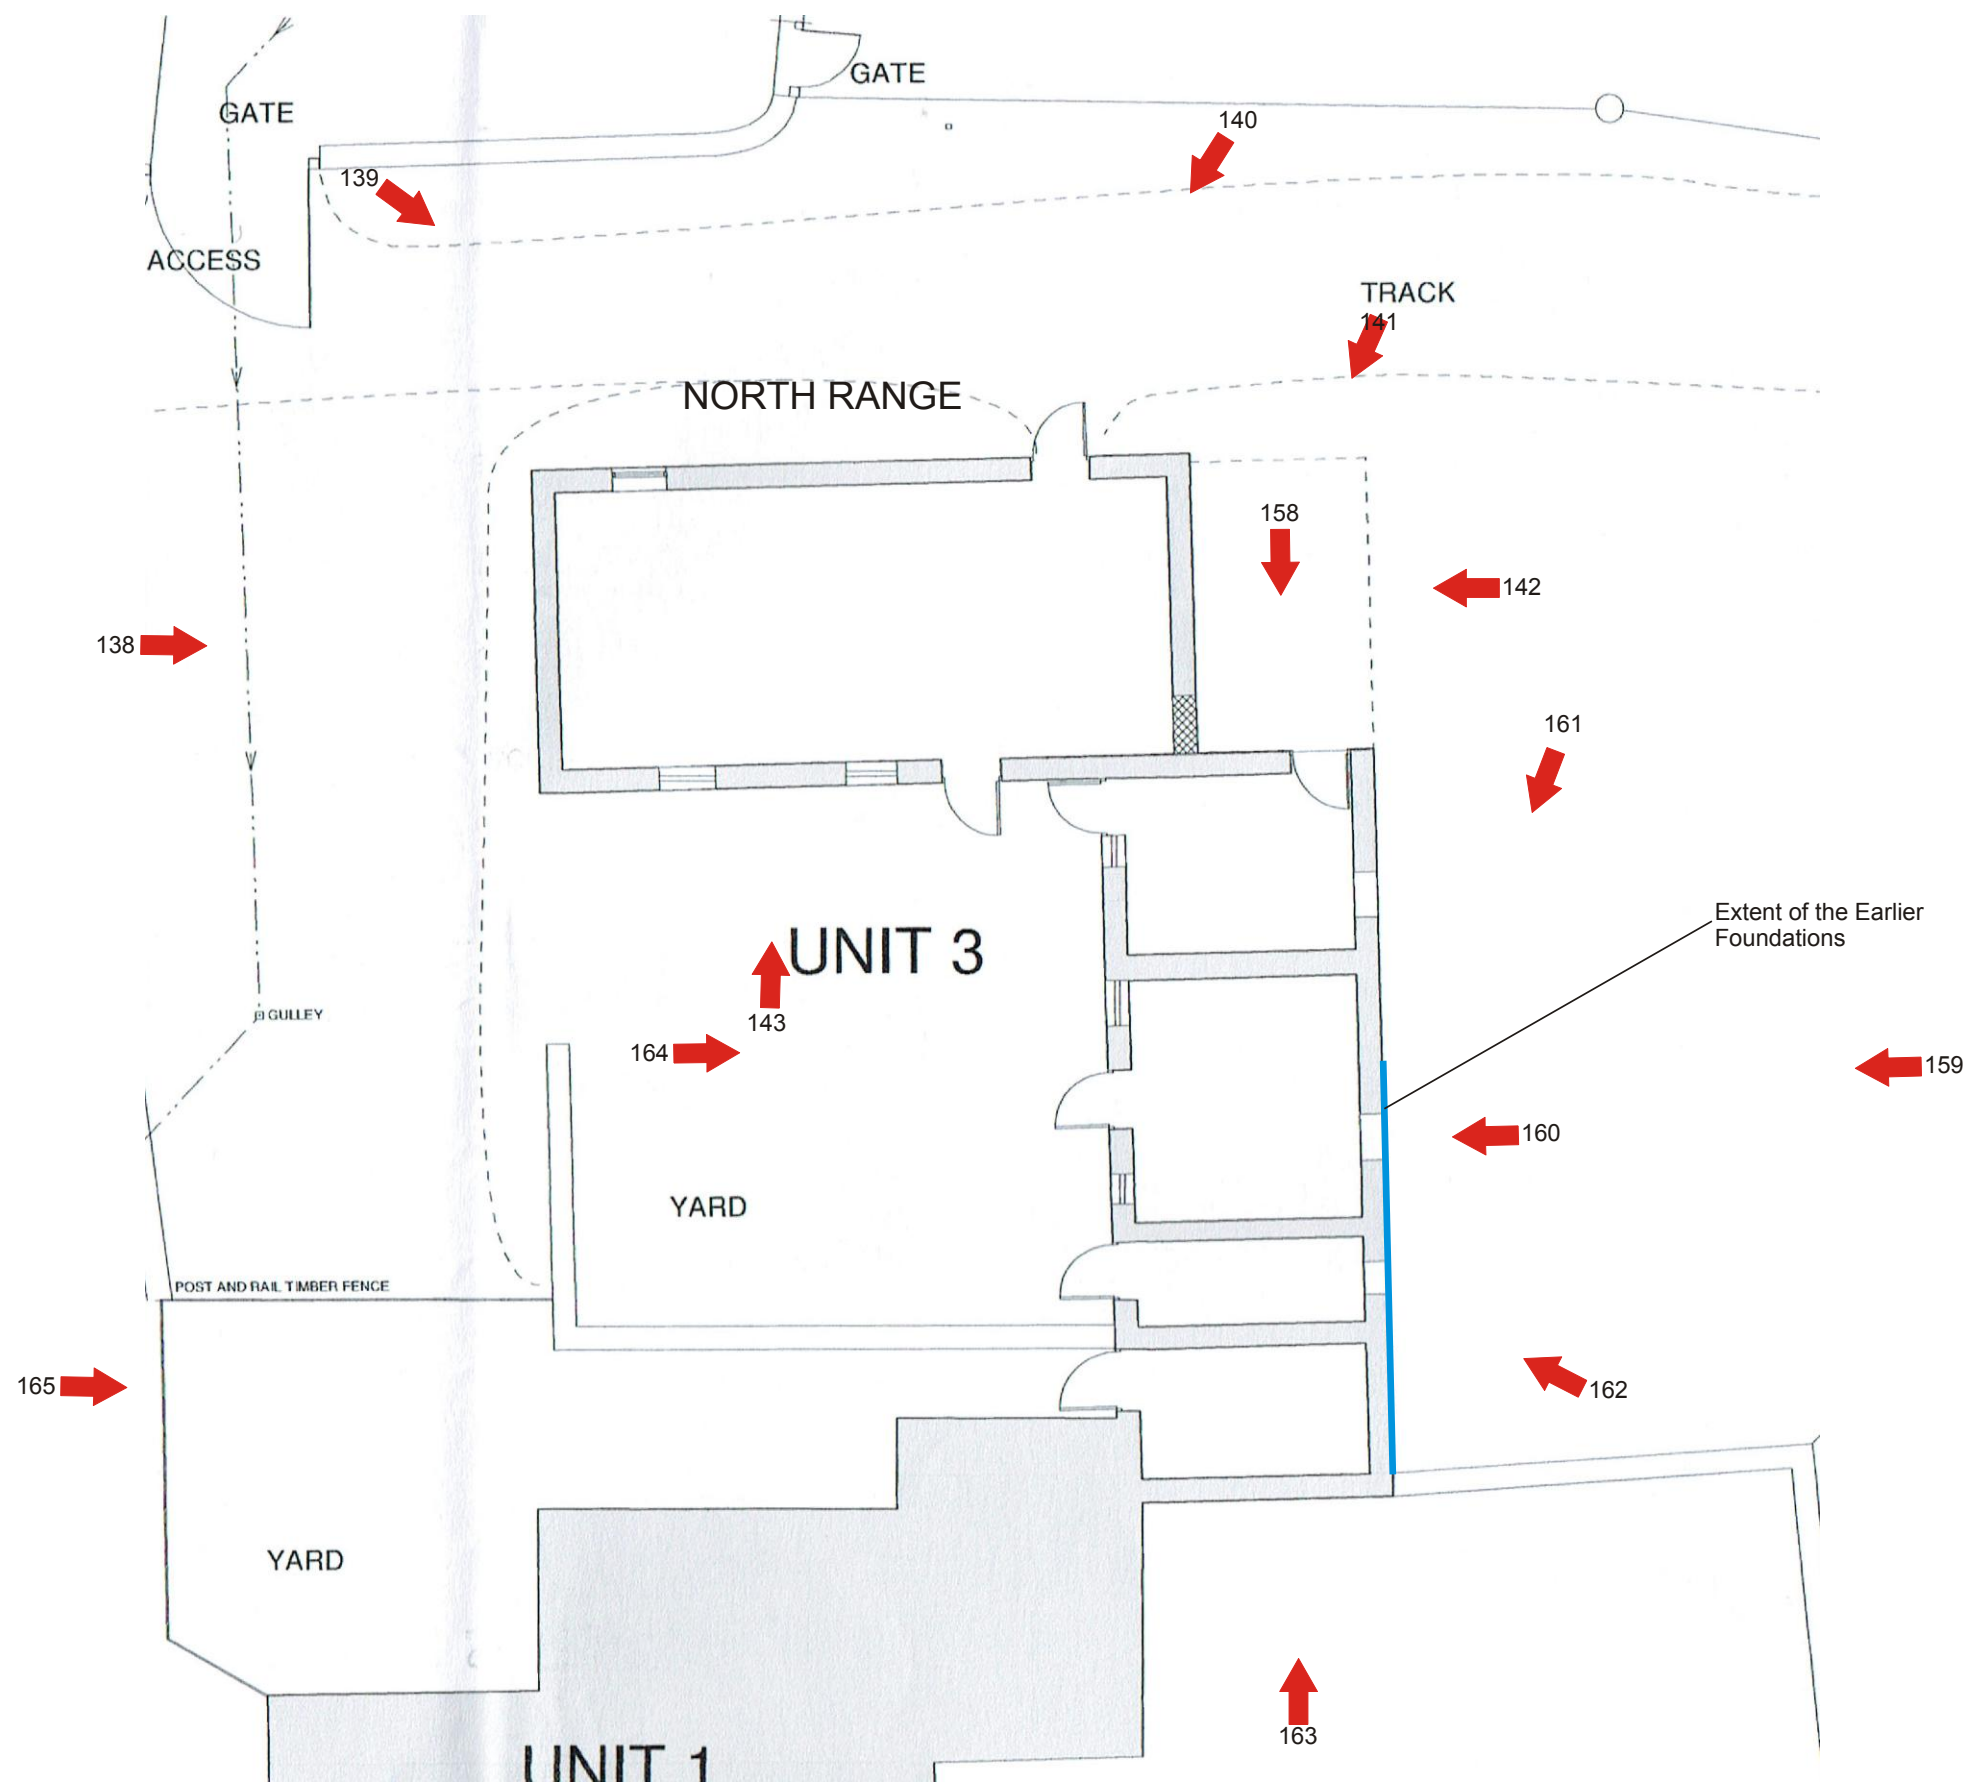 GATE
GATE
140
139
ACCESS
TRACK
141
NORTH RANGE
158
142
138
161
Extent of the Earlier
Foundations
UNIT 3
GULLEY
143
164
159
160
YARD
POST AND RAIL TIMBER FENCE
165
162
YARD
163
UNIT 1